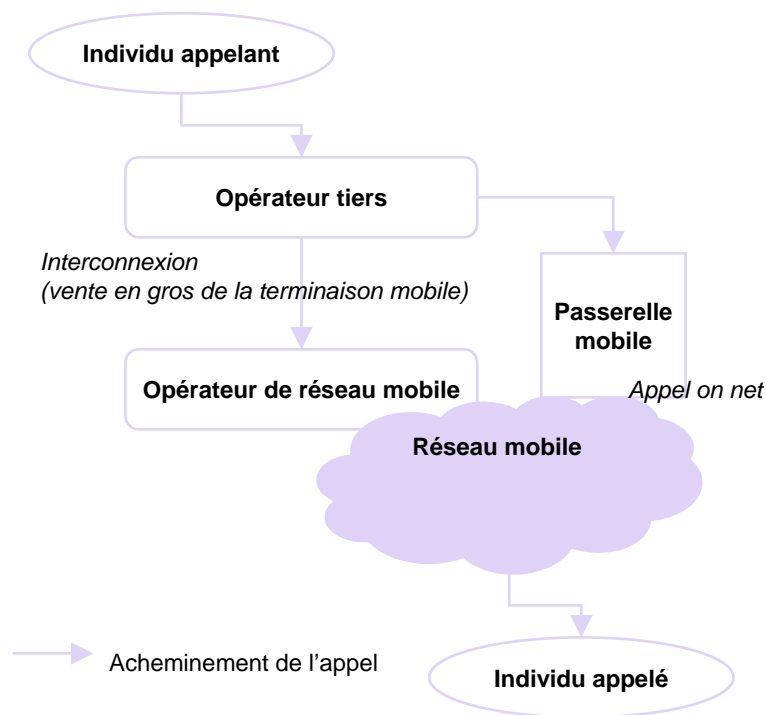 Individu appelant
Opérateur tiers
Interconnexion
(vente en gros de la terminaison mobile)
Passerelle
mobile
Opérateur de réseau mobile
Appel on net
Réseau mobile
Acheminement de l’appel
Individu appelé